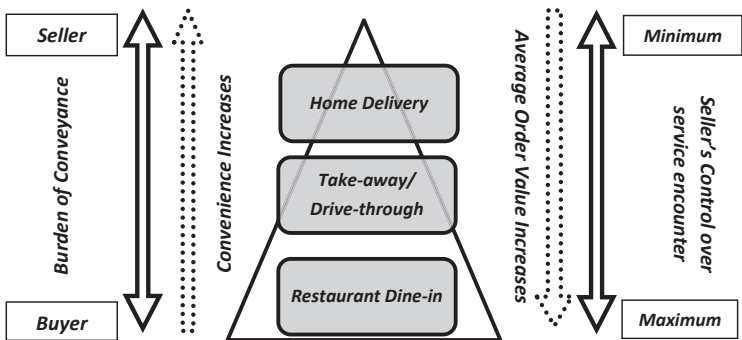 Seller
Burden of Conveyance
Buyer
Convenience Increases
Home Delivery
Take-away/
Drive-through
Restaurant Dine-in
Average Order Value Increases
Minimum
Seller's Control over
service encounter
Maximum